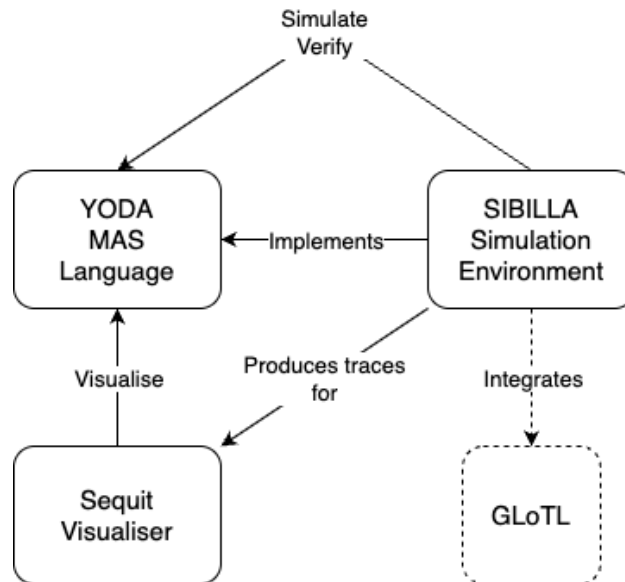 Simulate
Verify
YODA
MAS
Language
Implements
SIBILLA
Simulation
Environment
Visualise
Produces traces
for
Integrates
Sequit
Visualiser
GLoTL